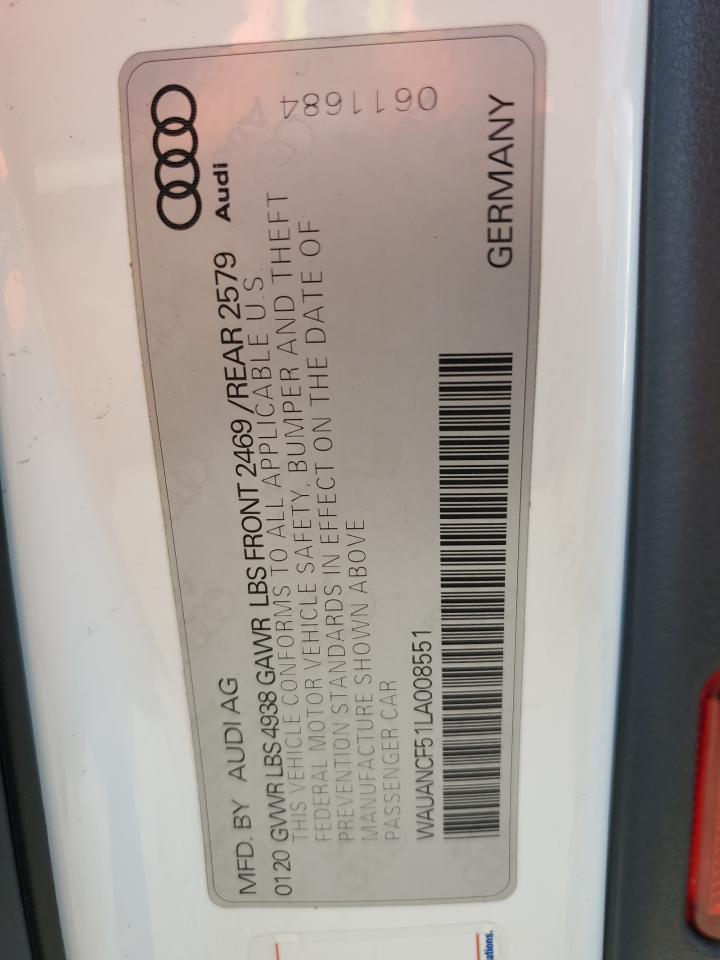 MFD. BY AUDI AG
Audi
0120 GVWR LBS 4938 GAWR LBS FRONT 2469 /REAR 2579
THIS VEHICLE CONFORMS TO ALL APPLICABLE U.S.
FEDERAL MOTOR VEHICLE SAFETY, BUMPER AND THEFT
PREVENTION STANDARDS IN EFFECT ON THE DATE OF
MANUFACTURE SHOWN ABOVE
PASSENGER CAR
WAUANCF51LA008551
GERMANY
0611684
ations.